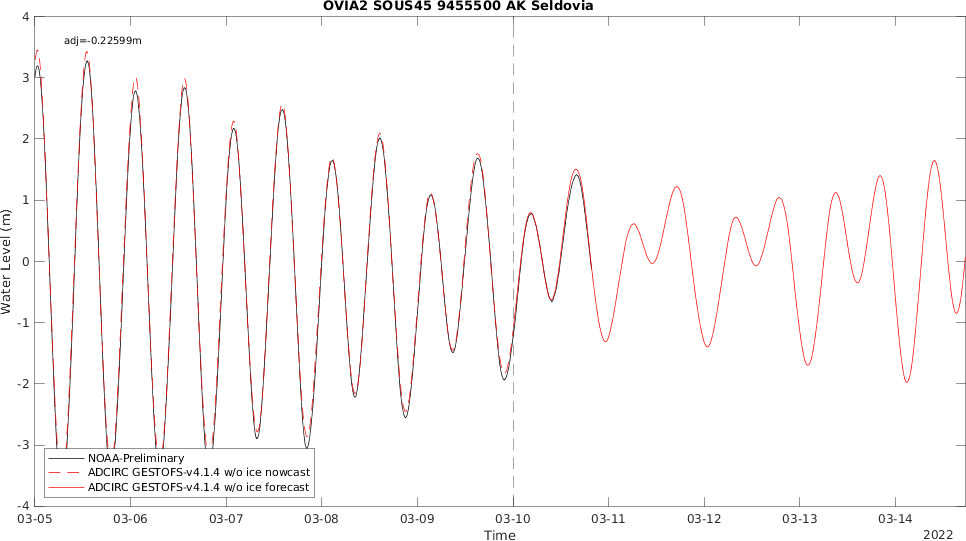 OVIA2 SOUS45 9455500 AK Seldovia
adj=-0.22599m
4
3
2
1
0
-1
-2
-3
-4
Water Level (m)
NOAA-Preliminary
ADCIRC GESTOFS-v4.1.4 w/o ice nowcast
ADCIRC GESTOFS-v4.1.4 w/o ice forecast
03-05
03-06
03-07
03-08
03-09
03-10
03-11
03-12
03-13
03-14
Time
2022